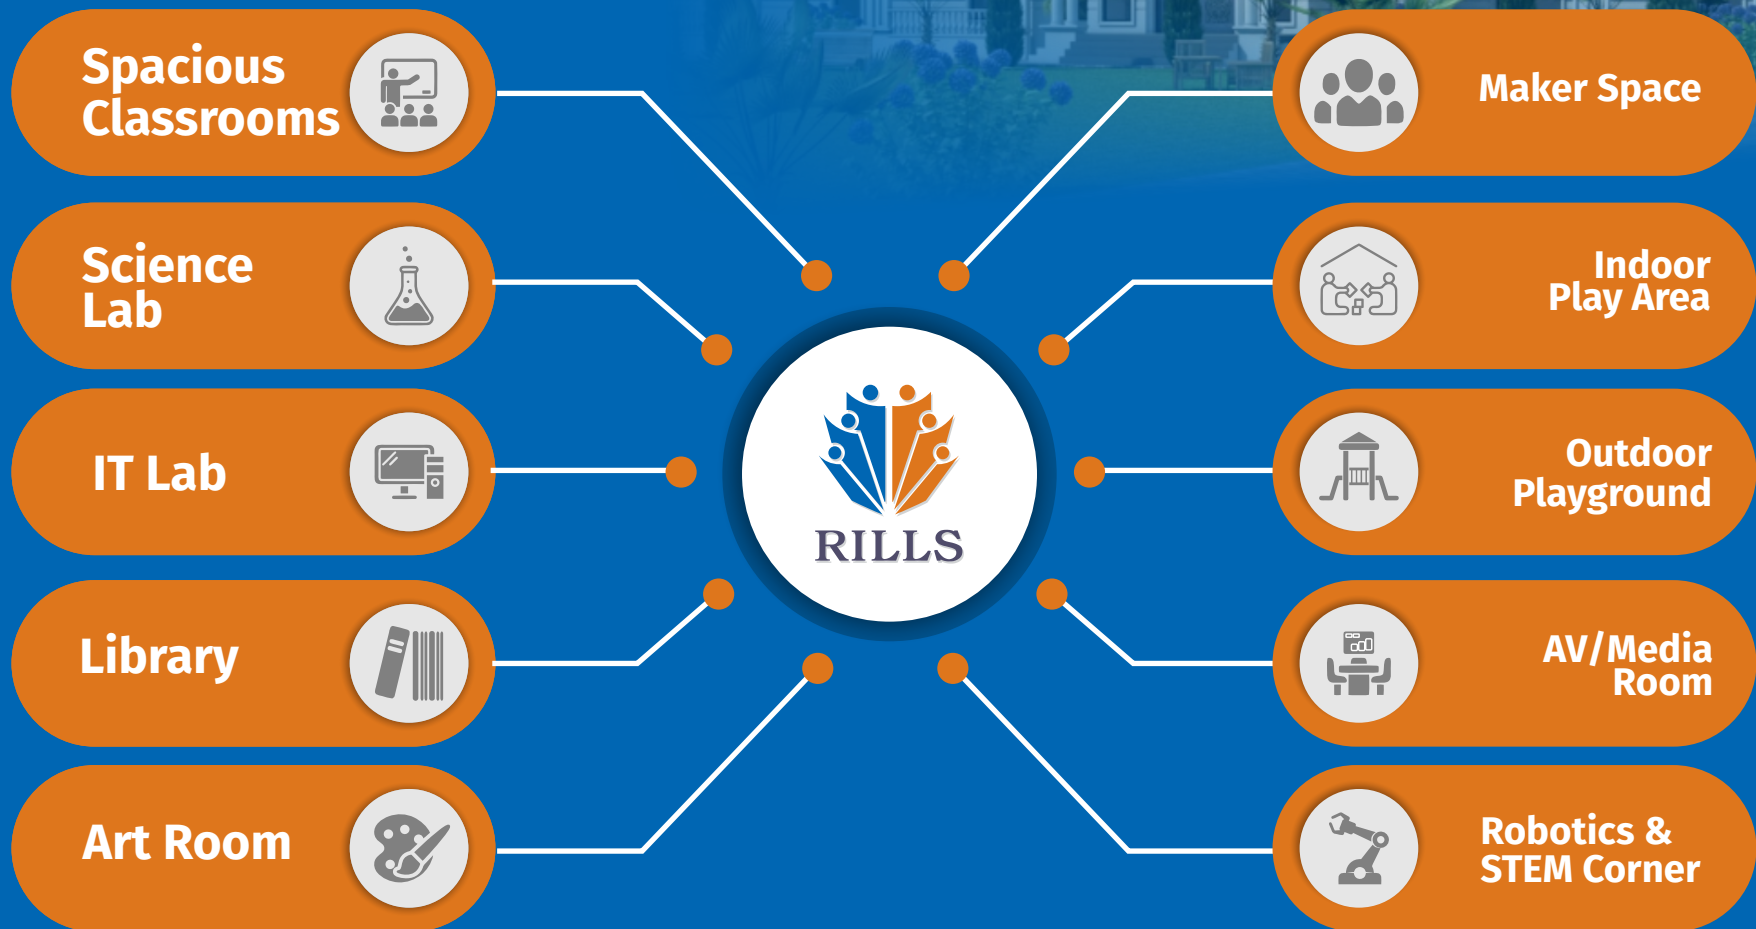 Spacious
Classrooms
Science
Lab
IT Lab
Library
Art Room
RILLS
Maker Space
Indoor
Play Area
Outdoor
Playground
AV/Media
Room
Robotics &
STEM Corner